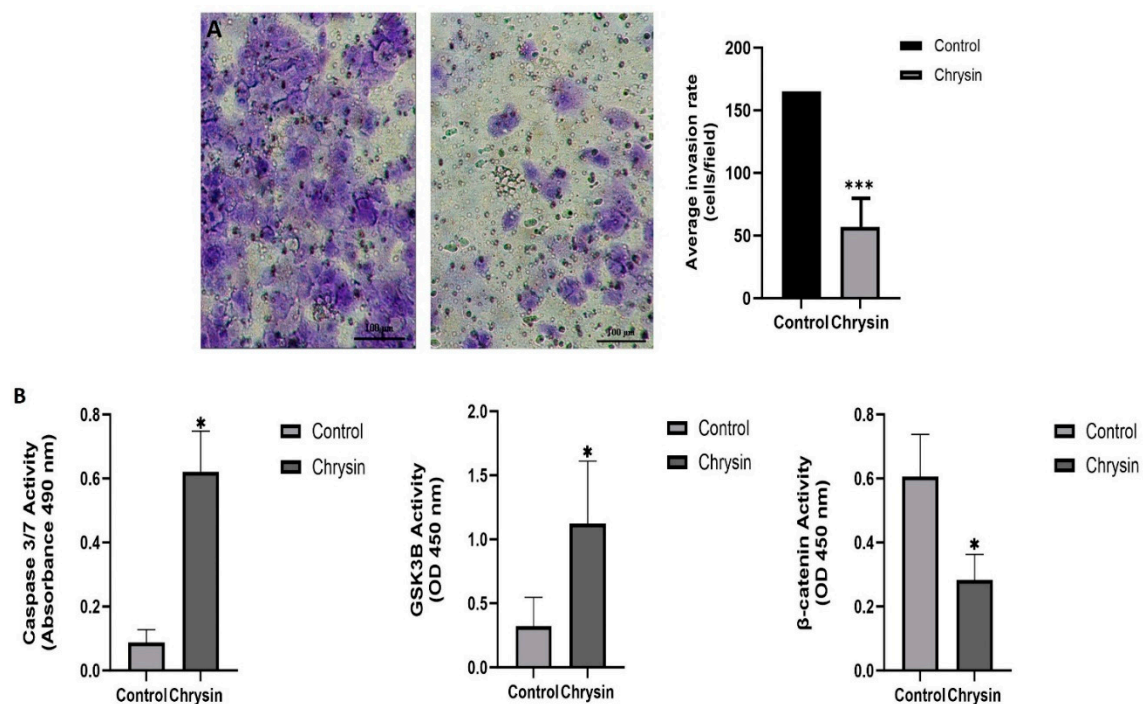 A
100 µm
100 µm
Average invasion rate
(cells/field)
200
150
100
50
0
***
Control Chrysin
Control
Chrysin
B
Caspase 3/7 Activity
(Absorbance 490 nm)
0.8
0.6
0.4
0.2
0.0
*
Control Chrysin
Control
Chrysin
GSK3B Activity
(OD 450 nm)
2.0
1.5
1.0
0.5
0.0
*
Control Chrysin
Control
Chrysin
β-catenin Activity
(OD 450 nm)
0.8
0.6
0.4
0.2
0.0
*
Control Chrysin
Control
Chrysin